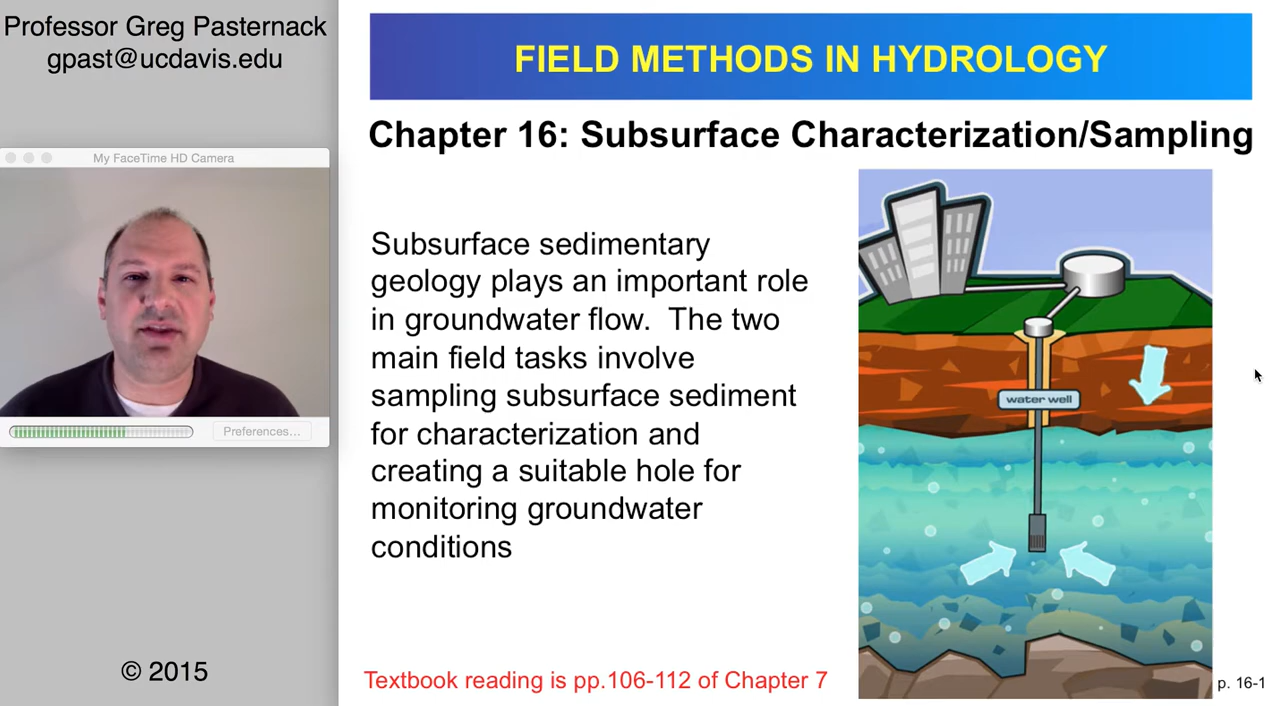 Professor Greg Pasternack
gpast@ucdavis.edu
My FaceTime HD Camera
Preferences...
© 2015
FIELD METHODS IN HYDROLOGY
Chapter 16: Subsurface Characterization/Sampling
Subsurface sedimentary
geology plays an important role
in groundwater flow.  The two
main field tasks involve
sampling subsurface sediment
for characterization and
creating a suitable hole for
monitoring groundwater
conditions
water well
Textbook reading is pp.106-112 of Chapter 7
p. 16-1